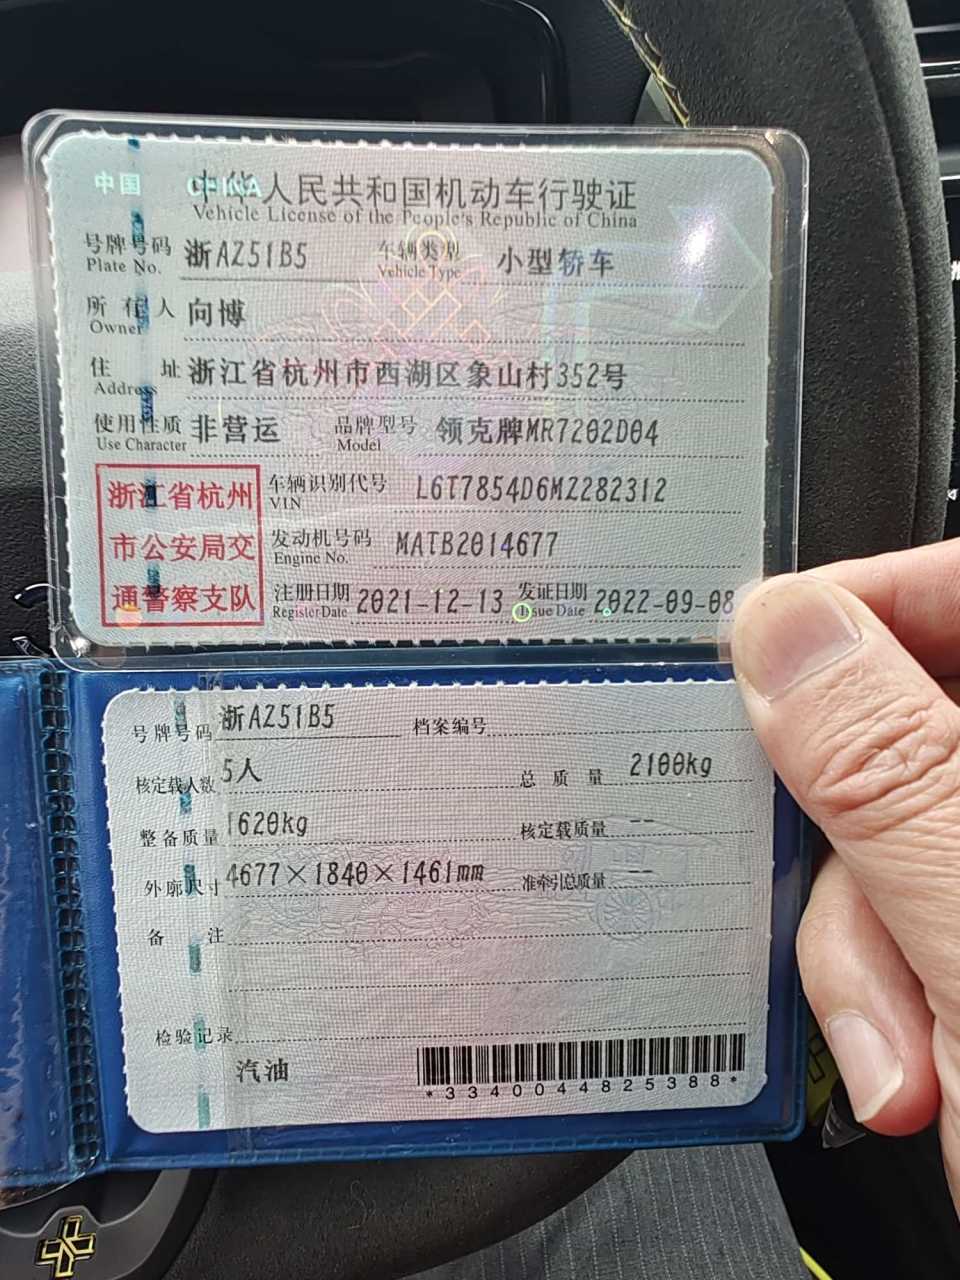 中国 CHINA
中华人民共和国机动车行驶证
Vehicle License of the People's Republic of China
号牌号码 浙AZ51B5 车辆类型 小型轿车
Plate No. Vehicle Type
所有人 向博
Owner
住址 浙江省杭州市西湖区象山村352号
Address
使用性质 非营运 品牌型号 领克牌MR7202D04
Use Character Model
浙江省杭州
市公安局交
通警察支队
车辆识别代号 L6T7854D6MZ282312
VIN
发动机号码 MATB2014677
Engine No.
注册日期 2021-12-13 发证日期 2022-09-08
Register Date Issue Date
号牌号码 浙AZ51B5 档案编号
核定载人数 5人 总质量 2100kg
整备质量 1620kg 核定载质量 --
外廓尺寸 4677×1840×1461mm 准牵引总质量 --
备注
检验记录
汽油
*3340044825388*